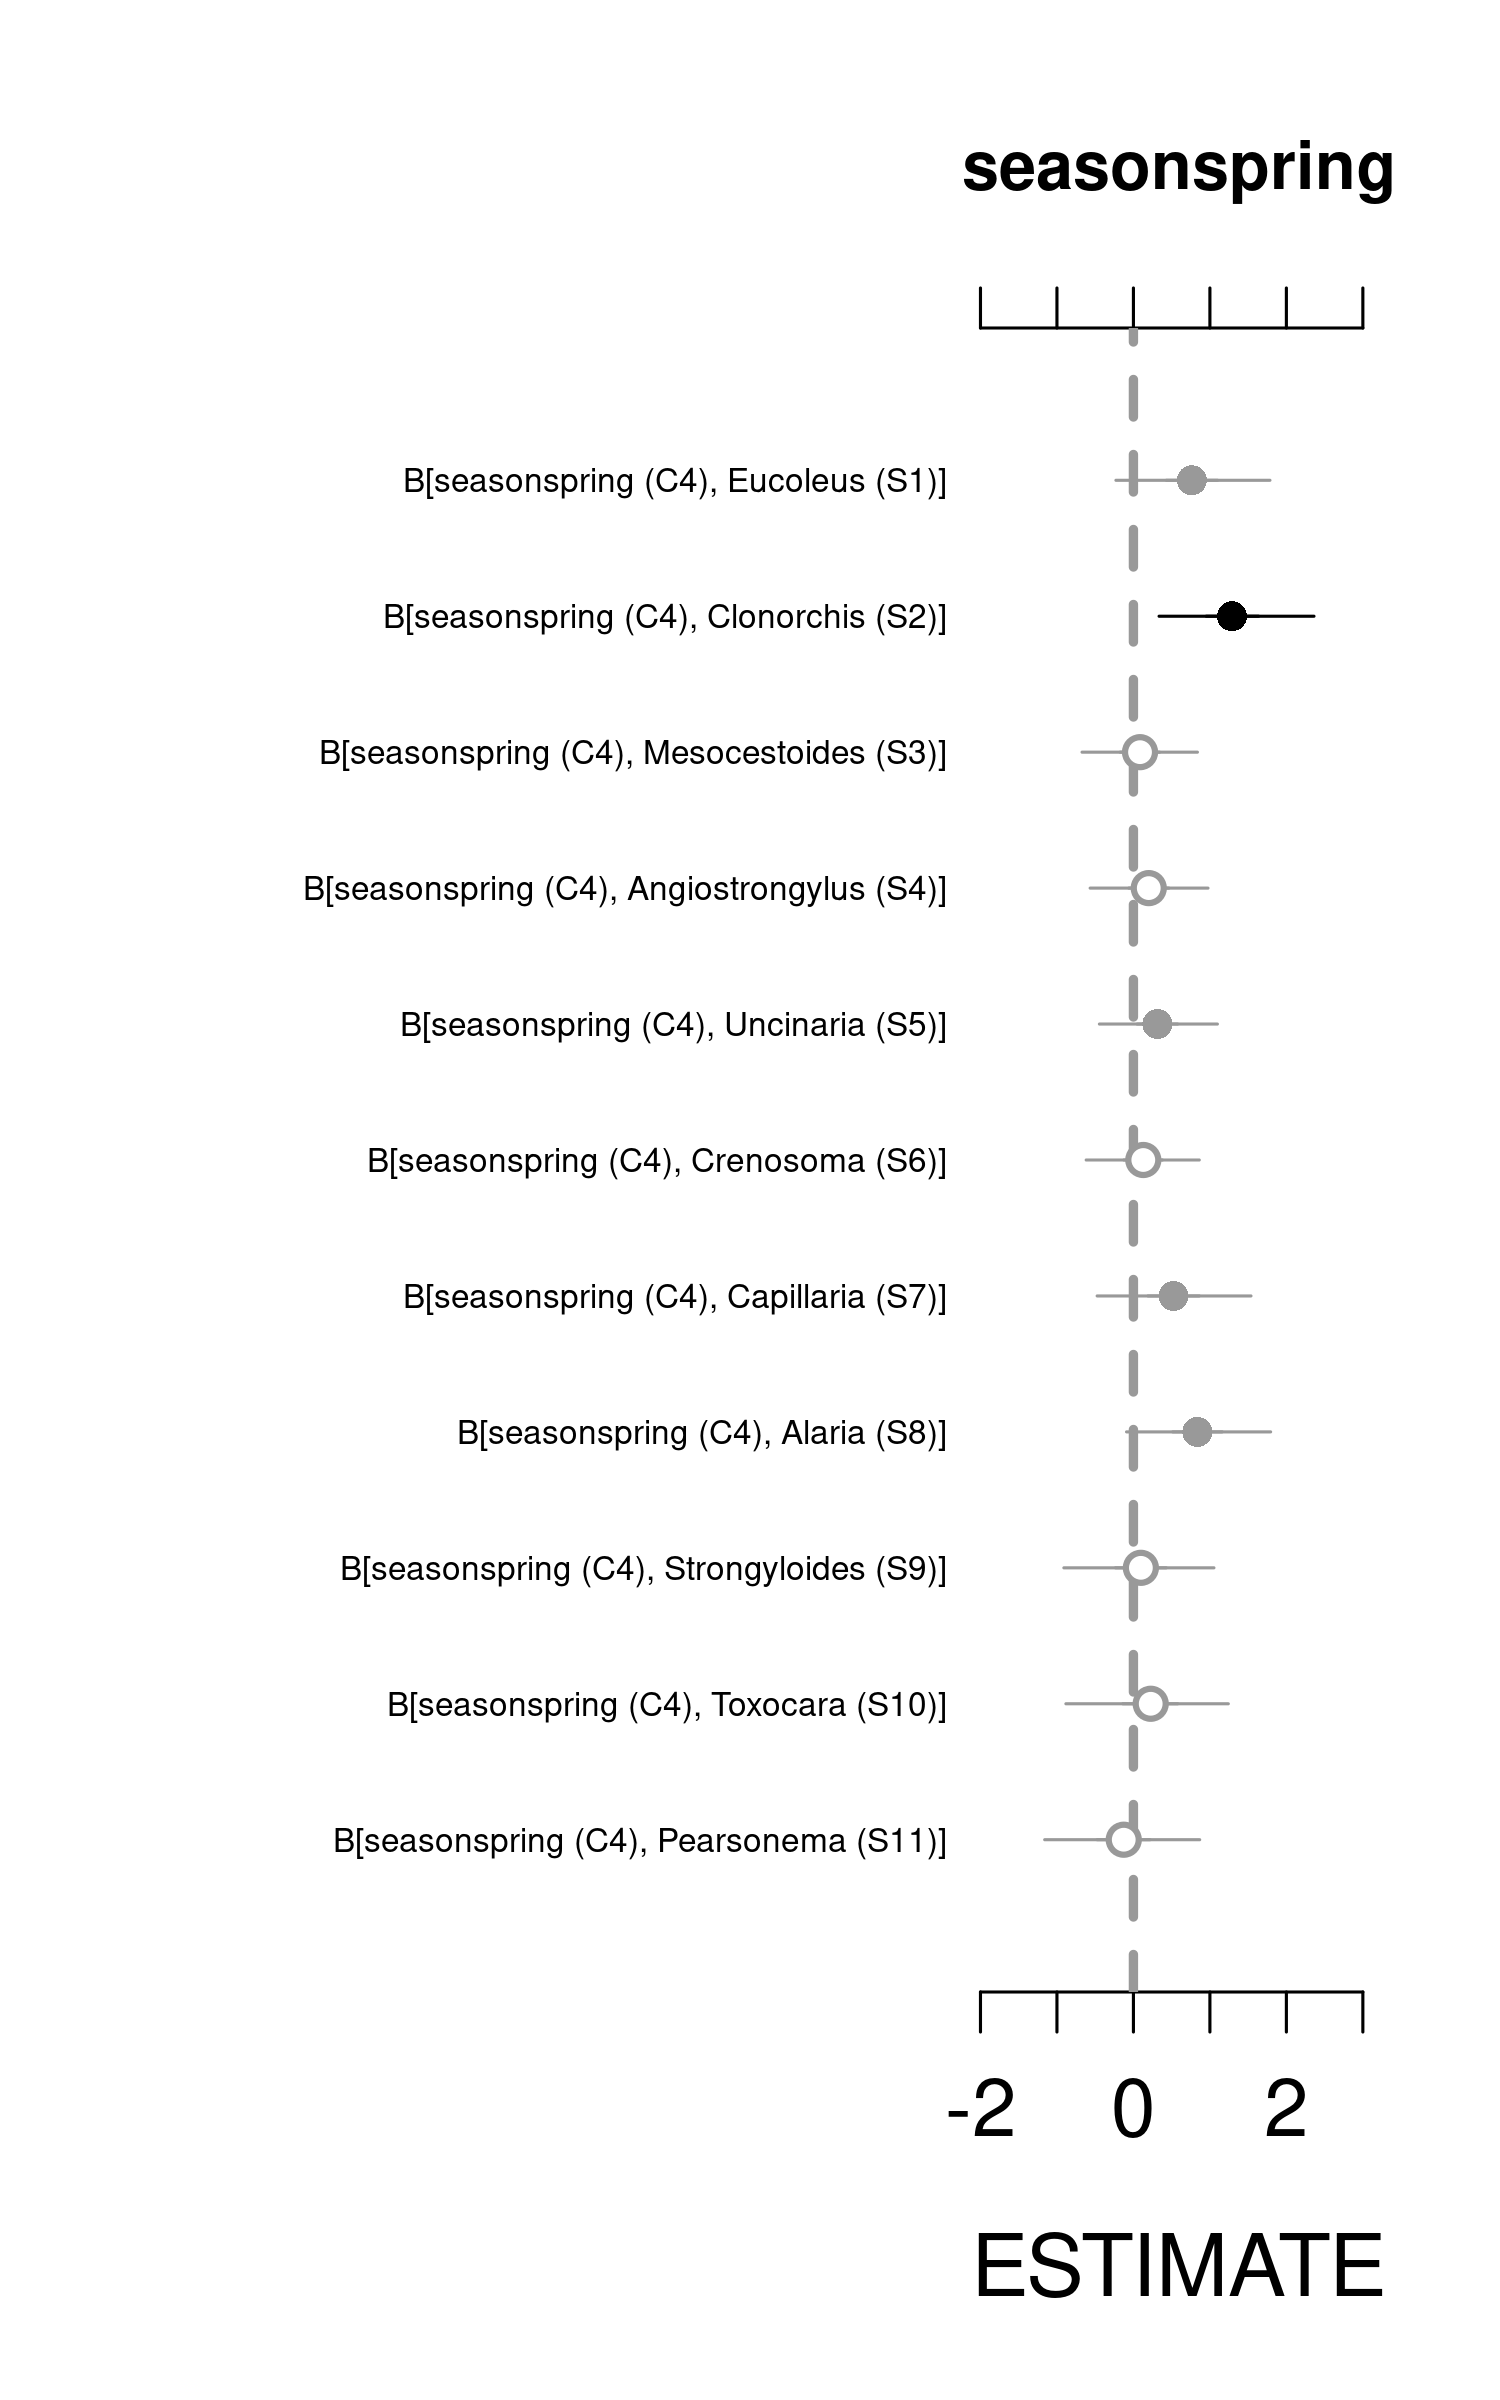 seasonspring
B[seasonspring (C4), Eucoleus (S1)]
B[seasonspring (C4), Clonorchis (S2)]
B[seasonspring (C4), Mesocestoides (S3)]
B[seasonspring (C4), Angiostrongylus (S4)]
B[seasonspring (C4), Uncinaria (S5)]
B[seasonspring (C4), Crenosoma (S6)]
B[seasonspring (C4), Capillaria (S7)]
B[seasonspring (C4), Alaria (S8)]
B[seasonspring (C4), Strongyloides (S9)]
B[seasonspring (C4), Toxocara (S10)]
B[seasonspring (C4), Pearsonema (S11)]
-2 0 2
ESTIMATE